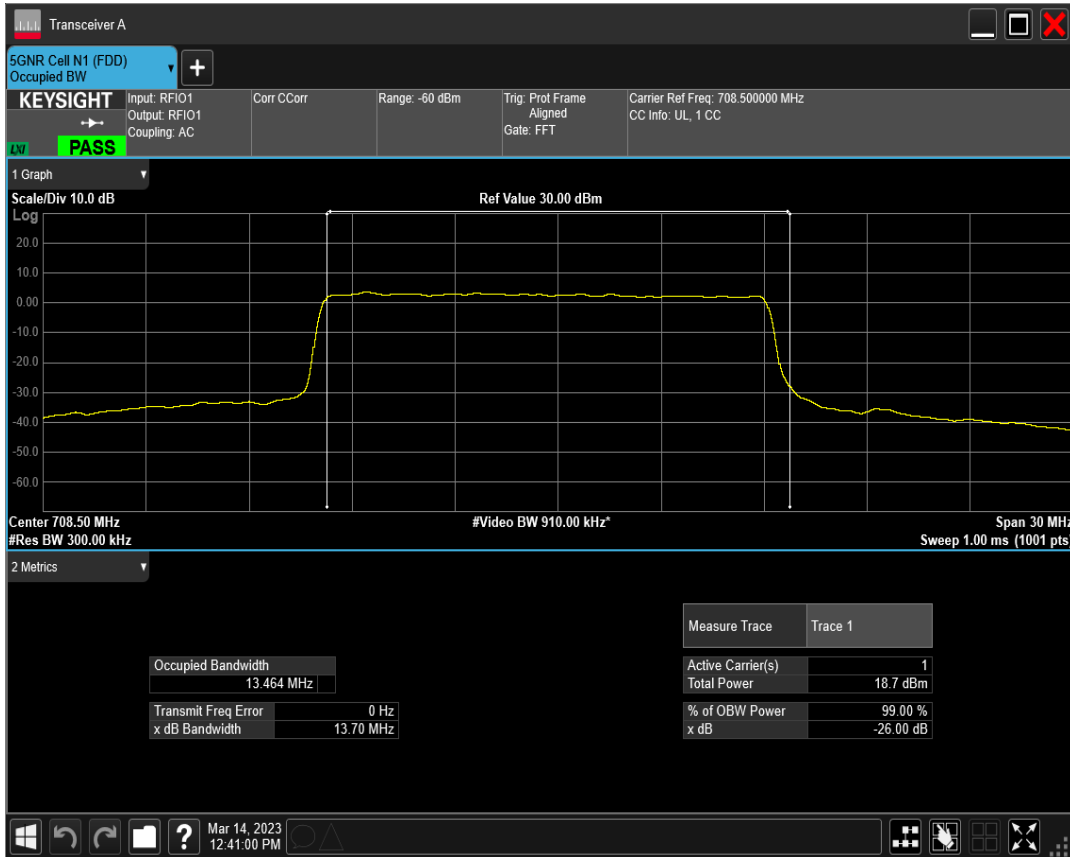 Transceiver A
5GNR Cell N1 (FDD)
Occupied BW
+
KEYSIGHT
LXI
PASS
Input: RFIO1
Output: RFIO1
Coupling: AC
Corr CCorr
Range: -60 dBm
Trig: Prot Frame
Aligned
Gate: FFT
Carrier Ref Freq: 708.500000 MHz
CC Info: UL, 1 CC
1 Graph
Scale/Div 10.0 dB
Ref Value 30.00 dBm
Log
20.0
10.0
0.00
-10.0
-20.0
-30.0
-40.0
-50.0
-60.0
Center 708.50 MHz
#Video BW 910.00 kHz*
Span 30 MHz
#Res BW 300.00 kHz
Sweep 1.00 ms (1001 pts)
2 Metrics
Measure Trace Trace 1
Occupied Bandwidth
13.464 MHz
Active Carrier(s) 1
Total Power 18.7 dBm
Transmit Freq Error 0 Hz
x dB Bandwidth 13.70 MHz
% of OBW Power 99.00 %
x dB -26.00 dB
?
Mar 14, 2023
12:41:00 PM